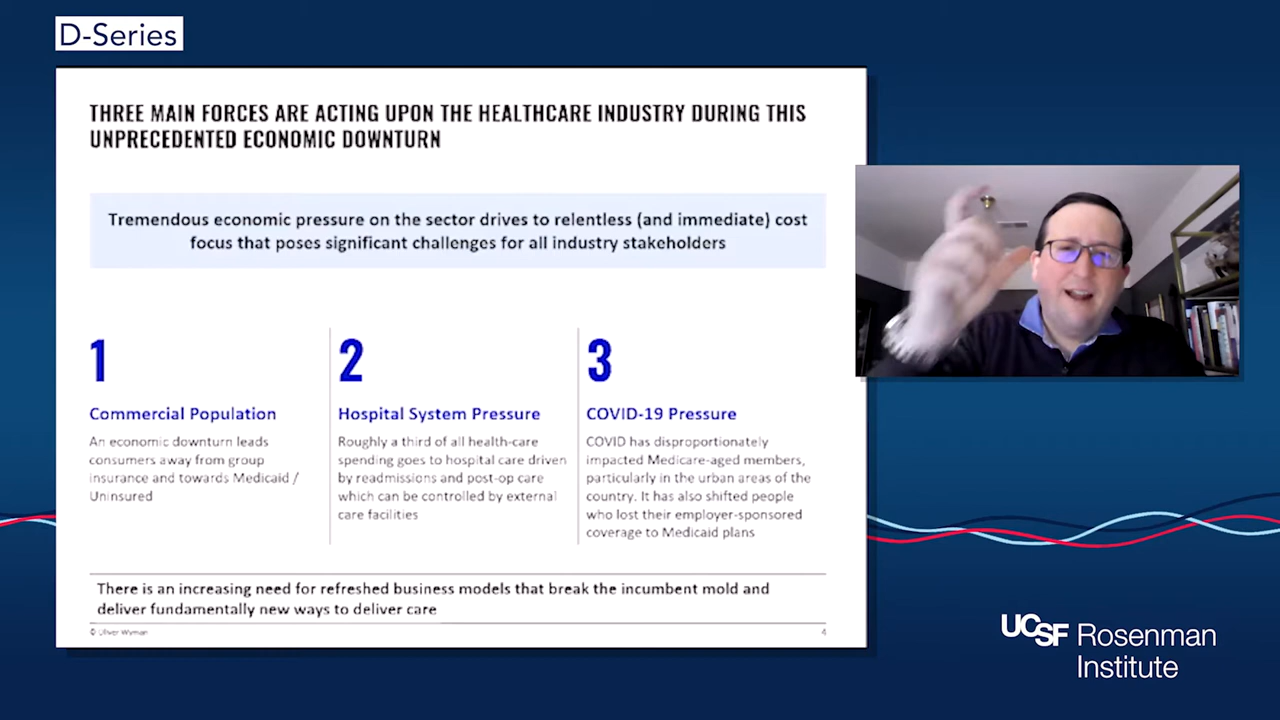 D-Series
THREE MAIN FORCES ARE ACTING UPON THE HEALTHCARE INDUSTRY DURING THIS
UNPRECEDENTED ECONOMIC DOWNTURN
Tremendous economic pressure on the sector drives to relentless (and immediate) cost
focus that poses significant challenges for all industry stakeholders
1
Commercial Population
An economic downturn leads
consumers away from group
insurance and towards Medicaid /
Uninsured
2
Hospital System Pressure
Roughly a third of all health-care
spending goes to hospital care driven
by readmissions and post-op care
which can be controlled by external
care facilities
3
COVID-19 Pressure
COVID has disproportionately
impacted Medicare-aged members,
particularly in the urban areas of the
country. It has also shifted people
who lost their employer-sponsored
coverage to Medicaid plans
There is an increasing need for refreshed business models that break the incumbent mold and
deliver fundamentally new ways to deliver care
© Oliver Wyman
4
UCSF Rosenman
Institute